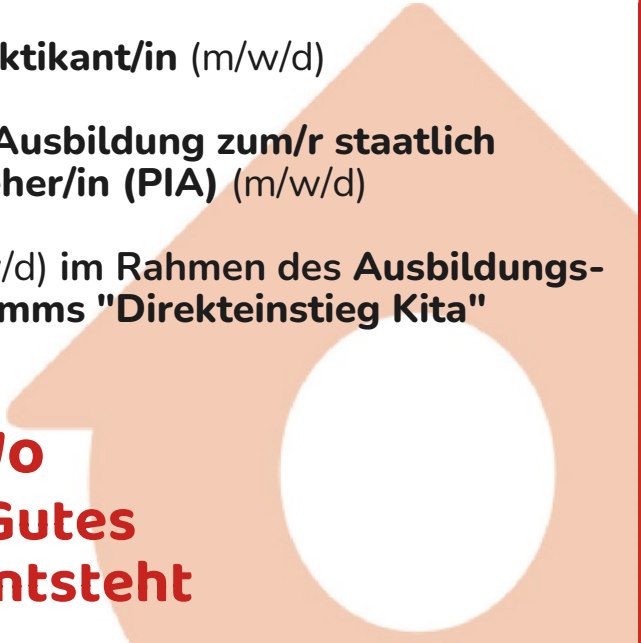 ktikant/in (m/w/d)
Ausbildung zum/r staatlich
her/in (PIA) (m/w/d)
/d) im Rahmen des Ausbildungs-
mms "Direkteinstieg Kita"
o
Gutes
ntsteht